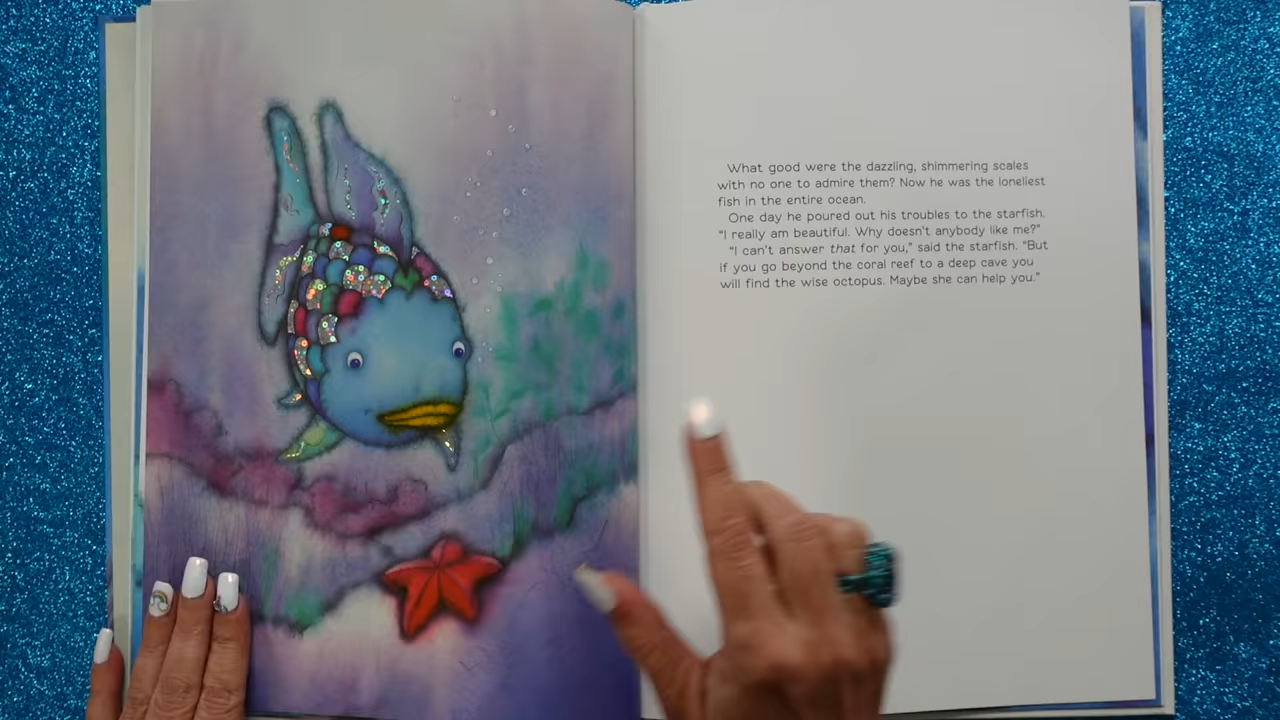 What good were the dazzling, shimmering scales
with no one to admire them? Now he was the loneliest
fish in the entire ocean.
One day he poured out his troubles to the starfish.
“I really am beautiful. Why doesn’t anybody like me?”
“I can’t answer that for you,” said the starfish. “But
if you go beyond the coral reef to a deep cave you
will find the wise octopus. Maybe she can help you.”